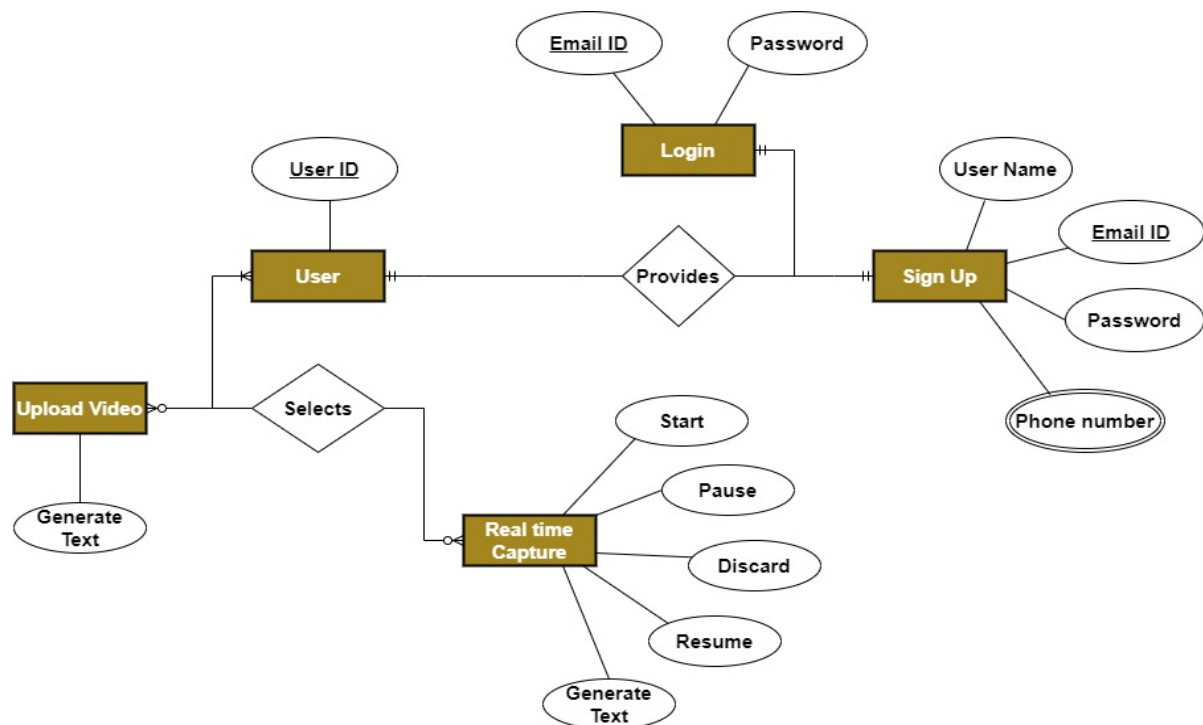 Email ID
Password
Login
User ID
User Name
Email ID
User
Provides
Sign Up
Password
Upload Video
Selects
Start
Phone number
Pause
Generate
Text
Real time
Capture
Discard
Resume
Generate
Text